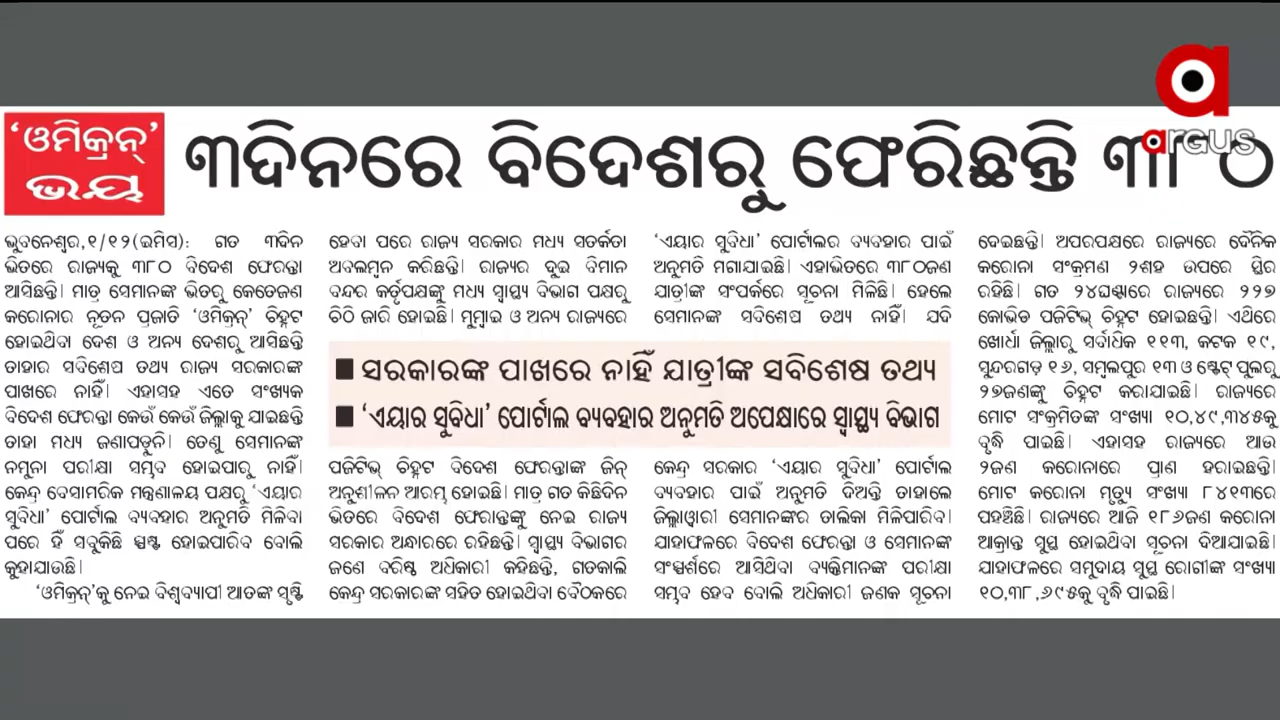 argus
'ଓମିକ୍ରନ୍'
ଭୟ
୩ଦିନରେ ବିଦେଶରୁ ଫେରିଛନ୍ତି ୩୮୦
ଭୁବନେଶ୍ୱର,୧/୧୨(ଇମିସ): ଗତ ୩ଦିନ
ଭିତରେ ରାଜ୍ୟକୁ ୩୮୦ ବିଦେଶ ଫେରନ୍ତା
ଆସିଛନ୍ତି। ମାତ୍ର ସେମାନଙ୍କ ଭିତରୁ କେତେଜଣ
କରୋନାର ନୂତନ ପ୍ରଜାତି 'ଓମିକ୍ରନ୍' ଚିହ୍ନଟ
ହୋଇଥିବା ଦେଶ ଓ ଅନ୍ୟ ଦେଶରୁ ଆସିଛନ୍ତି
ତାହାର ସବିଶେଷ ତଥ୍ୟ ରାଜ୍ୟ ସରକାରଙ୍କ
ପାଖରେ ନାହିଁ। ଏହାସହ ଏତେ ସଂଖ୍ୟକ
ବିଦେଶ ଫେରନ୍ତା କେଉଁ କେଉଁ ଜିଲ୍ଲାକୁ ଯାଇଛନ୍ତି
ତାହା ମଧ୍ୟ ଜଣାପଡୁନି। ତେଣୁ ସେମାନଙ୍କ
ନମୁନା ପରୀକ୍ଷା ସମ୍ଭବ ହୋଇପାରୁ ନାହିଁ।
କେନ୍ଦ୍ର ବେସାମରିକ ମନ୍ତ୍ରଣାଳୟ ପକ୍ଷରୁ 'ଏୟାର
ସୁବିଧା' ପୋର୍ଟାଲ ବ୍ୟବହାର ଅନୁମତି ମିଳିବା
ପରେ ହିଁ ସବୁକିଛି ସ୍ପଷ୍ଟ ହୋଇପାରିବ ବୋଲି
କୁହାଯାଉଛି।
'ଓମିକ୍ରନ୍'କୁ ନେଇ ବିଶ୍ୱବ୍ୟାପୀ ଆତଙ୍କ ସୃଷ୍ଟି
ହେବା ପରେ ରାଜ୍ୟ ସରକାର ମଧ୍ୟ ସତର୍କତା
ଅବଲମ୍ବନ କରିଛନ୍ତି। ରାଜ୍ୟର ଦୁଇ ବିମାନ
ବନ୍ଦର କର୍ତ୍ତୃପକ୍ଷଙ୍କୁ ମଧ୍ୟ ସ୍ୱାସ୍ଥ୍ୟ ବିଭାଗ ପକ୍ଷରୁ
ଚିଠି ଜାରି ହୋଇଛି। ମୁମ୍ବାଇ ଓ ଅନ୍ୟ ରାଜ୍ୟରେ
■ ସରକାରଙ୍କ ପାଖରେ ନାହିଁ ଯାତ୍ରୀଙ୍କ ସବିଶେଷ ତଥ୍ୟ
■ 'ଏୟାର ସୁବିଧା' ପୋର୍ଟାଲ ବ୍ୟବହାର ଅନୁମତି ଅପେକ୍ଷାରେ ସ୍ୱାସ୍ଥ୍ୟ ବିଭାଗ
ପଜିଟିଭ୍ ଚିହ୍ନଟ ବିଦେଶ ଫେରନ୍ତାଙ୍କ ଜିନ୍
ଅନୁଶୀଳନ ଆରମ୍ଭ ହୋଇଛି। ମାତ୍ର ଗତ କିଛିଦିନ
ଭିତରେ ବିଦେଶ ଫେରାନ୍ତଙ୍କୁ ନେଇ ରାଜ୍ୟ
ସରକାର ଅନ୍ଧାରରେ ରହିଛନ୍ତି। ସ୍ୱାସ୍ଥ୍ୟ ବିଭାଗର
ଜଣେ ବରିଷ୍ଠ ଅଧିକାରୀ କହିଛନ୍ତି, ଗତକାଲି
କେନ୍ଦ୍ର ସରକାରଙ୍କ ସହିତ ହୋଇଥିବା ବୈଠକରେ
'ଏୟାର ସୁବିଧା' ପୋର୍ଟାଲର ବ୍ୟବହାର ପାଇଁ
ଅନୁମତି ମଗାଯାଇଛି। ଏହାଭିତରେ ୩୮୦ଜଣ
ଯାତ୍ରୀଙ୍କ ସଂପର୍କରେ ସୂଚନା ମିଳିଛି। ହେଲେ
ସେମାନଙ୍କ ସବିଶେଷ ତଥ୍ୟ ନାହିଁ। ଯଦି
କେନ୍ଦ୍ର ସରକାର 'ଏୟାର ସୁବିଧା' ପୋର୍ଟାଲ
ବ୍ୟବହାର ପାଇଁ ଅନୁମତି ଦିଅନ୍ତି ତାହାଲେ
ଜିଲ୍ଲାୱାରୀ ସେମାନଙ୍କର ତାଲିକା ମିଳିପାରିବ।
ଯାହାଫଳରେ ବିଦେଶ ଫେରନ୍ତା ଓ ସେମାନଙ୍କ
ସଂସ୍ପର୍ଶରେ ଆସିଥିବା ବ୍ୟକ୍ତିମାନଙ୍କ ପରୀକ୍ଷା
ସମ୍ଭବ ହେବ ବୋଲି ଅଧିକାରୀ ଜଣକ ସୂଚନା
ଦେଇଛନ୍ତି। ଅପରପକ୍ଷରେ ରାଜ୍ୟରେ ଦୈନିକ
କରୋନା ସଂକ୍ରମଣ ୨ଶହ ଉପରେ ସ୍ଥିର
ରହିଛି। ଗତ ୨୪ଘଣ୍ଟାରେ ରାଜ୍ୟରେ ୨୨୭
କୋଭିଡ ପଜିଟିଭ୍ ଚିହ୍ନଟ ହୋଇଛନ୍ତି। ଏଥିରେ
ଖୋର୍ଧା ଜିଲ୍ଲାରୁ ସର୍ବାଧିକ ୧୧୩, କଟକ ୧୯,
ସୁନ୍ଦରଗଡ଼ ୧୬, ସମ୍ବଲପୁର ୧୩ ଓ ଷ୍ଟେଟ୍ ପୁଲରୁ
୨୭ଜଣଙ୍କୁ ଚିହ୍ନଟ କରାଯାଇଛି। ରାଜ୍ୟରେ
ମୋଟ ସଂକ୍ରମିତଙ୍କ ସଂଖ୍ୟା ୧୦,୪୯,୩୪୫କୁ
ବୃଦ୍ଧି ପାଇଛି। ଏହାସହ ରାଜ୍ୟରେ ଆଉ
୨ଜଣ କରୋନାରେ ପ୍ରାଣ ହରାଇଛନ୍ତି।
ମୋଟ କରୋନା ମୃତ୍ୟୁ ସଂଖ୍ୟା ୮୪୧୩ରେ
ପହଞ୍ଚିଛି। ରାଜ୍ୟରେ ଆଜି ୧୮୬ଜଣ କରୋନା
ଆକ୍ରାନ୍ତ ସୁସ୍ଥ ହୋଇଥିବା ସୂଚନା ଦିଆଯାଇଛି।
ଯାହାଫଳରେ ସମୁଦାୟ ସୁସ୍ଥ ରୋଗୀଙ୍କ ସଂଖ୍ୟା
୧୦,୩୮,୬୯୫କୁ ବୃଦ୍ଧି ପାଇଛି।